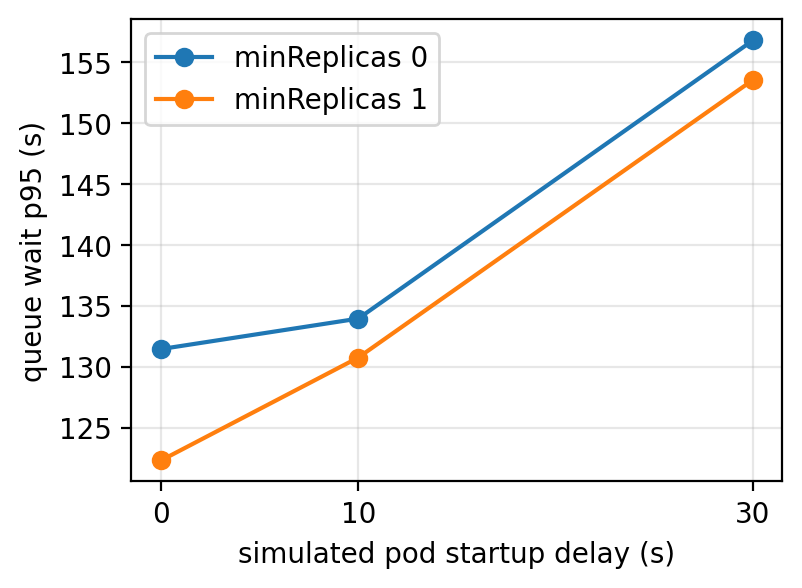 minReplicas 0
minReplicas 1
queue wait p95 (s)
155
150
145
140
135
130
125
0 10 30
simulated pod startup delay (s)